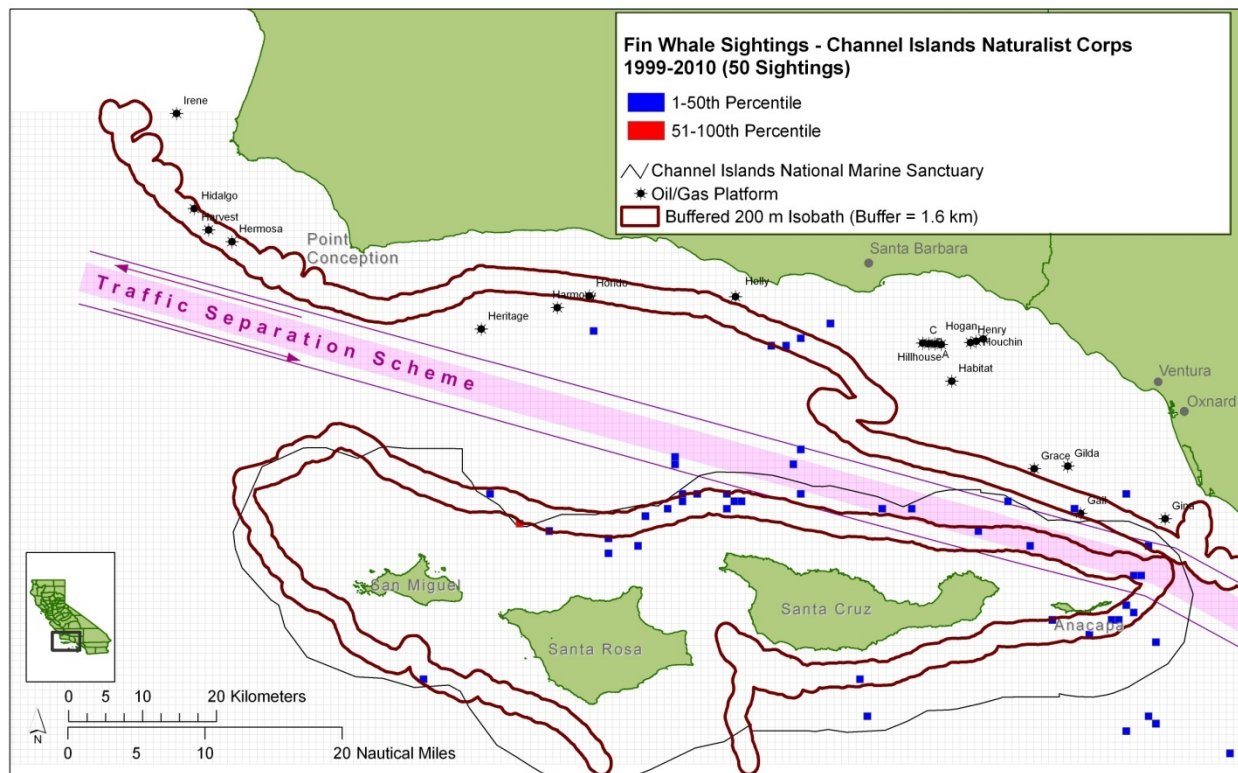 Fin Whale Sightings - Channel Islands Naturalist Corps
1999-2010 (50 Sightings)
1-50th Percentile
51-100th Percentile
Channel Islands National Marine Sanctuary
Oil/Gas Platform
Buffered 200 m Isobath (Buffer = 1.6 km)
Irene
Hidalgo
Harvest
Hermosa
Point
Conception
Santa Barbara
Hondo
Harmony
Holly
Heritage
Traffic Separation Scheme
C
Hogan
Henry
Houchin
Hillhouse
A
Habitat
Ventura
Oxnard
Grace
Gilda
Gail
Gina
San Miguel
Santa Rosa
Santa Cruz
Anacapa
0 5 10 20 Kilometers
0 5 10 20 Nautical Miles
N